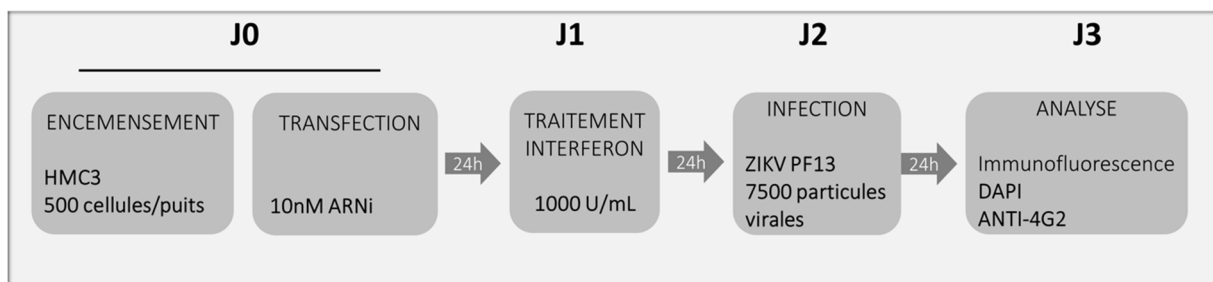 J0
J1
J2
J3
ENCEMENSEMENT
HMC3
500 cellules/puits
TRANSFECTION
10nM ARNi
24h
TRAITEMENT
INTERFERON
1000 U/mL
24h
INFECTION
ZIKV PF13
7500 particules
virales
24h
ANALYSE
Immunofluorescence
DAPI
ANTI-4G2